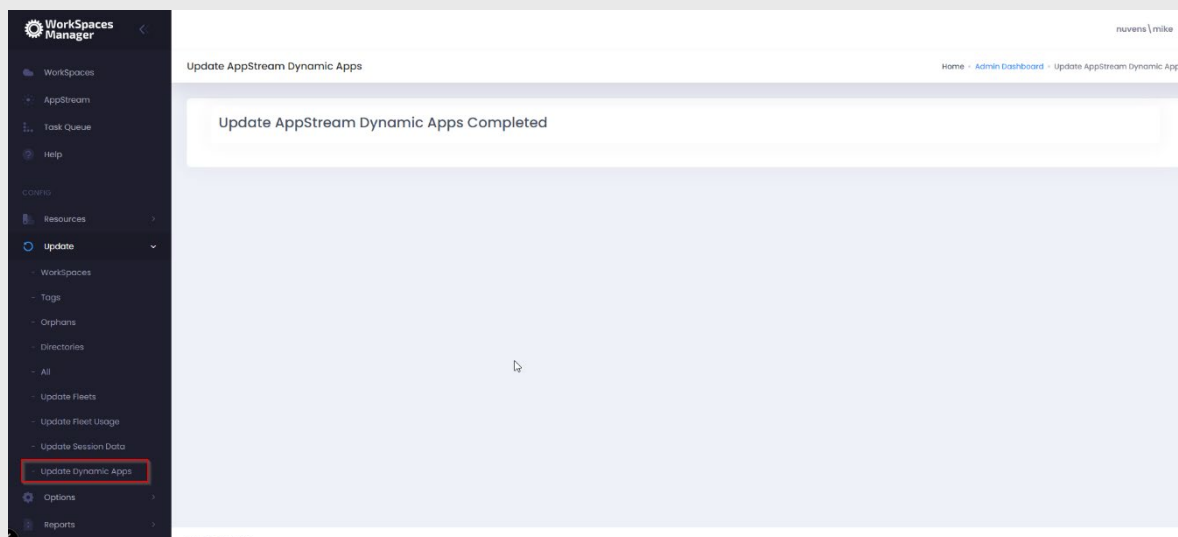 WorkSpaces
Manager
nuvens\mike
Update AppStream Dynamic Apps
Home - Admin Dashboard - Update AppStream Dynamic App
Update AppStream Dynamic Apps Completed
WorkSpaces
AppStream
Task Queue
Help
CONFIG
Resources
Update
- WorkSpaces
- Tags
- Orphans
- Directories
- All
- Update Fleets
- Update Fleet Usage
- Update Session Data
- Update Dynamic Apps
Options
Reports